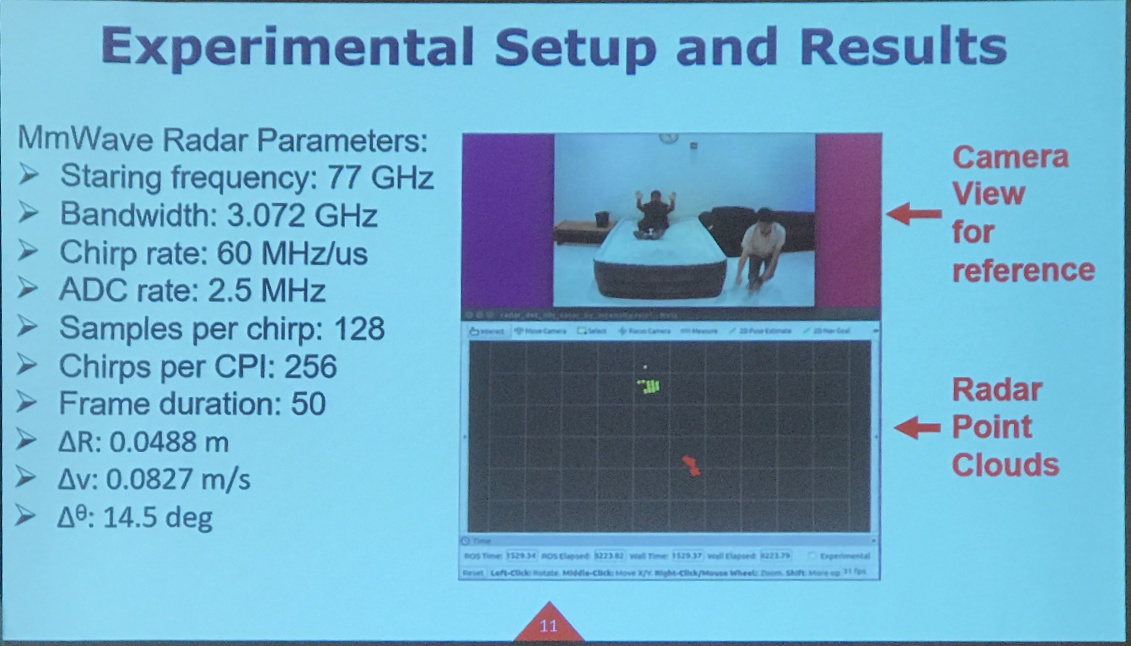 Experimental Setup and Results
MmWave Radar Parameters:
➤ Staring frequency: 77 GHz
➤ Bandwidth: 3.072 GHz
➤ Chirp rate: 60 MHz/us
➤ ADC rate: 2.5 MHz
➤ Samples per chirp: 128
➤ Chirps per CPI: 256
➤ Frame duration: 50
➤ ΔR: 0.0488 m
➤ Δv: 0.0827 m/s
➤ Δθ: 14.5 deg
Camera
View
for
reference
Interact Move Camera Select Focus Camera Measure 2D Pose Estimate 2D Nav Goal
Radar
Point
Clouds
Time
ROS Time: 1529.34 ROS Elapsed: 6223.82 Wall Time: 1529.37 Wall Elapsed: 6223.79 Experimental
Reset Left-Click: Rotate. Middle-Click: Move X/Y. Right-Click/Mouse Wheel: Zoom. Shift: More op 31 fps
11